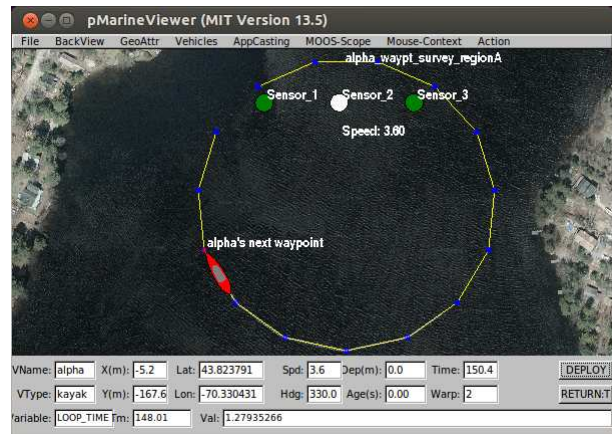 pMarineViewer (MIT Version 13.5)
File BackView GeoAttr Vehicles AppCasting MOOS-Scope Mouse-Context Action
alpha_waypt_survey_regionA
Sensor_1 Sensor_2 Sensor_3
Speed: 3.60
alpha's next waypoint
VName: alpha X(m): -5.2 Lat: 43.823791 Spd: 3.6 Dep(m): 0.0 Time: 150.4 DEPLOY
VType: kayak Y(m): -167.6 Lon: -70.330431 Hdg: 330.0 Age(s): 0.00 Warp: 2 RETURN:T
Variable: LOOP_TIME Tm: 148.01 Val: 1.27935266